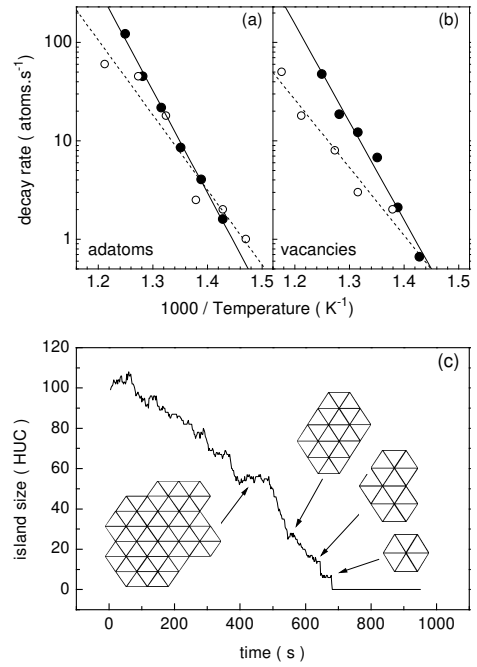 (a)
(b)
100
10
1
decay rate ( atoms.s⁻¹ )
adatoms
vacancies
1.2 1.3 1.4 1.5 1.2 1.3 1.4 1.5
1000 / Temperature ( K⁻¹ )
(c)
120
100
80
60
40
20
0
island size ( HUC )
0 200 400 600 800 1000
time ( s )